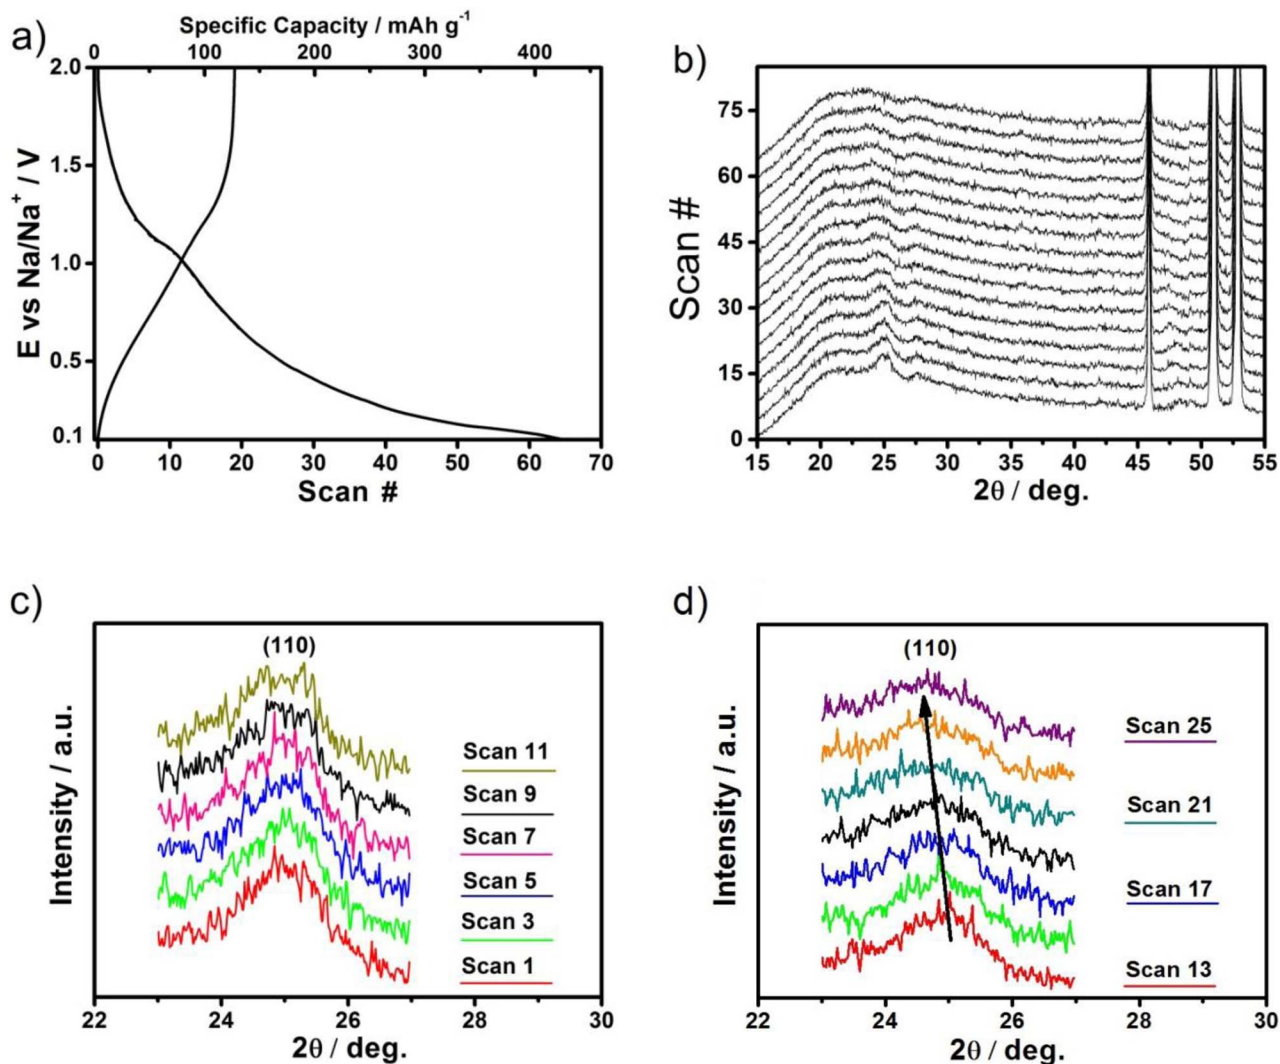 a)
Specific Capacity / mAh g⁻¹
0 100 200 300 400
E vs Na/Na⁺ / V
2.0
1.5
1.0
0.5
0.1
0 10 20 30 40 50 60 70
Scan #
b)
Scan #
75
60
45
30
15
0
15 20 25 30 35 40 45 50 55
2θ / deg.
c)
Intensity / a.u.
(110)
Scan 11
Scan 9
Scan 7
Scan 5
Scan 3
Scan 1
22 24 26 28 30
2θ / deg.
d)
Intensity / a.u.
(110)
Scan 25
Scan 21
Scan 17
Scan 13
22 24 26 28 30
2θ / deg.